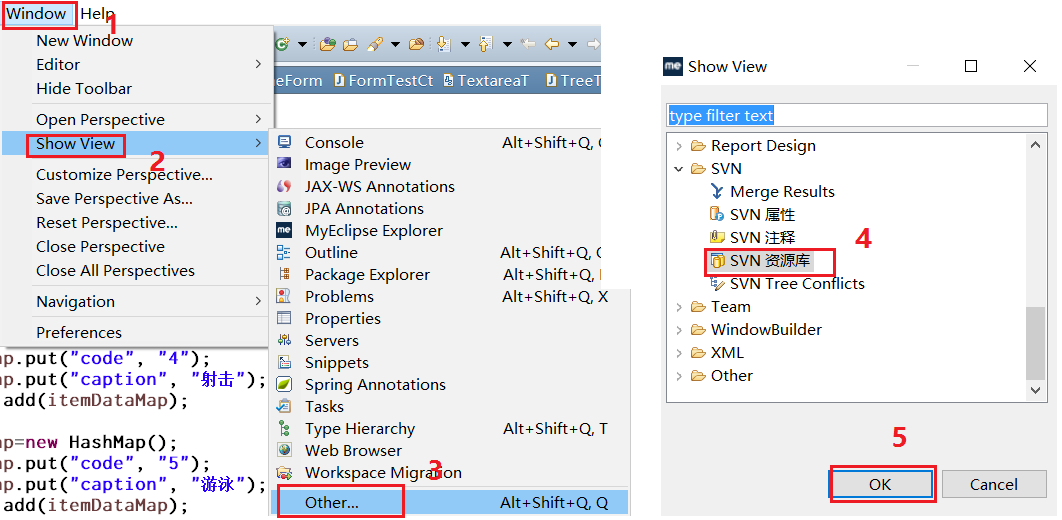 Window Help
1
New Window
Editor
Hide Toolbar
Open Perspective
Show View
2
Customize Perspective...
Save Perspective As...
Reset Perspective...
Close Perspective
Close All Perspectives
Navigation
Preferences
eForm FormTestCt TextareaT TreeT
Console Alt+Shift+Q, C
Image Preview
JAX-WS Annotations
JPA Annotations
MyEclipse Explorer
Outline Alt+Shift+Q, O
Package Explorer Alt+Shift+Q,
Problems Alt+Shift+Q, X
Properties
Servers
Snippets
Spring Annotations
Tasks
Type Hierarchy Alt+Shift+Q, T
Web Browser
Workspace Migration
3
Other... Alt+Shift+Q, Q
ap.put("code", "4");
ap.put("caption", "射击");
add(itemDataMap);
ap=new HashMap();
ap.put("code", "5");
ap.put("caption", "游泳");
add(itemDataMap);
me Show View
type filter text
Report Design
SVN
Merge Results
SVN 属性
SVN 注释
4
SVN 资源库
SVN Tree Conflicts
Team
WindowBuilder
XML
Other
5
OK Cancel